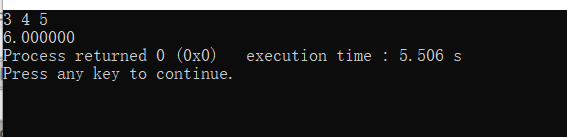 3 4 5
6.000000
Process returned 0 (0x0)   execution time : 5.506 s
Press any key to continue.